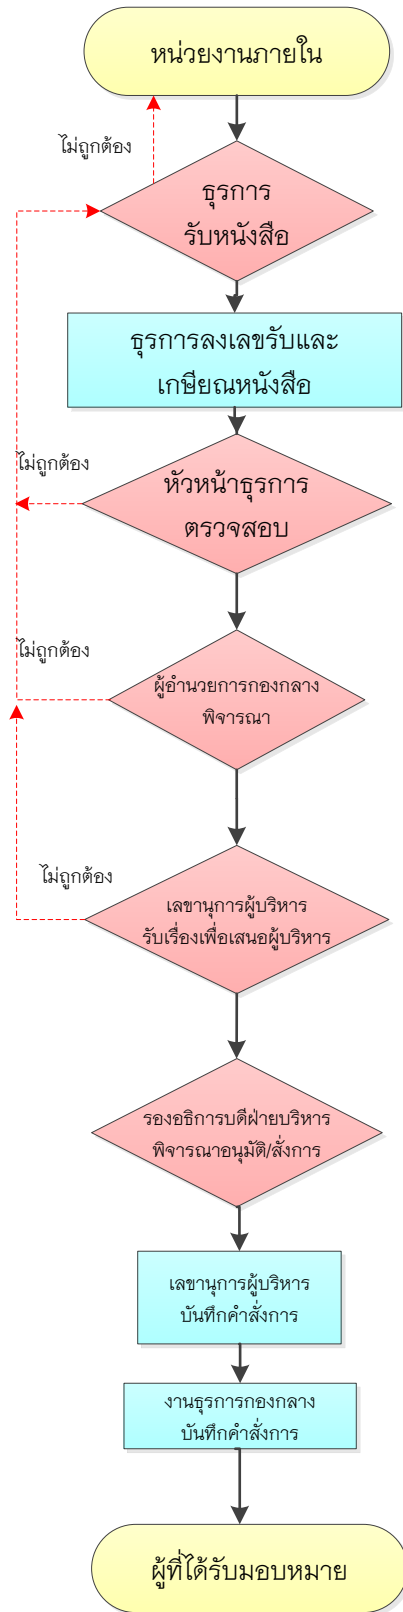 หน่วยงานภายใน
ไม่ถูกต้อง
ธุรการ
รับหนังสือ
ธุรการลงเลขรับและ
เกษียณหนังสือ
ไม่ถูกต้อง
หัวหน้าธุรการ
ตรวจสอบ
ไม่ถูกต้อง
ผู้อำนวยการกองกลาง
พิจารณา
ไม่ถูกต้อง
เลขานุการผู้บริหาร
รับเรื่องเพื่อเสนอผู้บริหาร
รองอธิการบดีฝ่ายบริหาร
พิจารณาอนุมัติ/สั่งการ
เลขานุการผู้บริหาร
บันทึกคำสั่งการ
งานธุรการกองกลาง
บันทึกคำสั่งการ
ผู้ที่ได้รับมอบหมาย